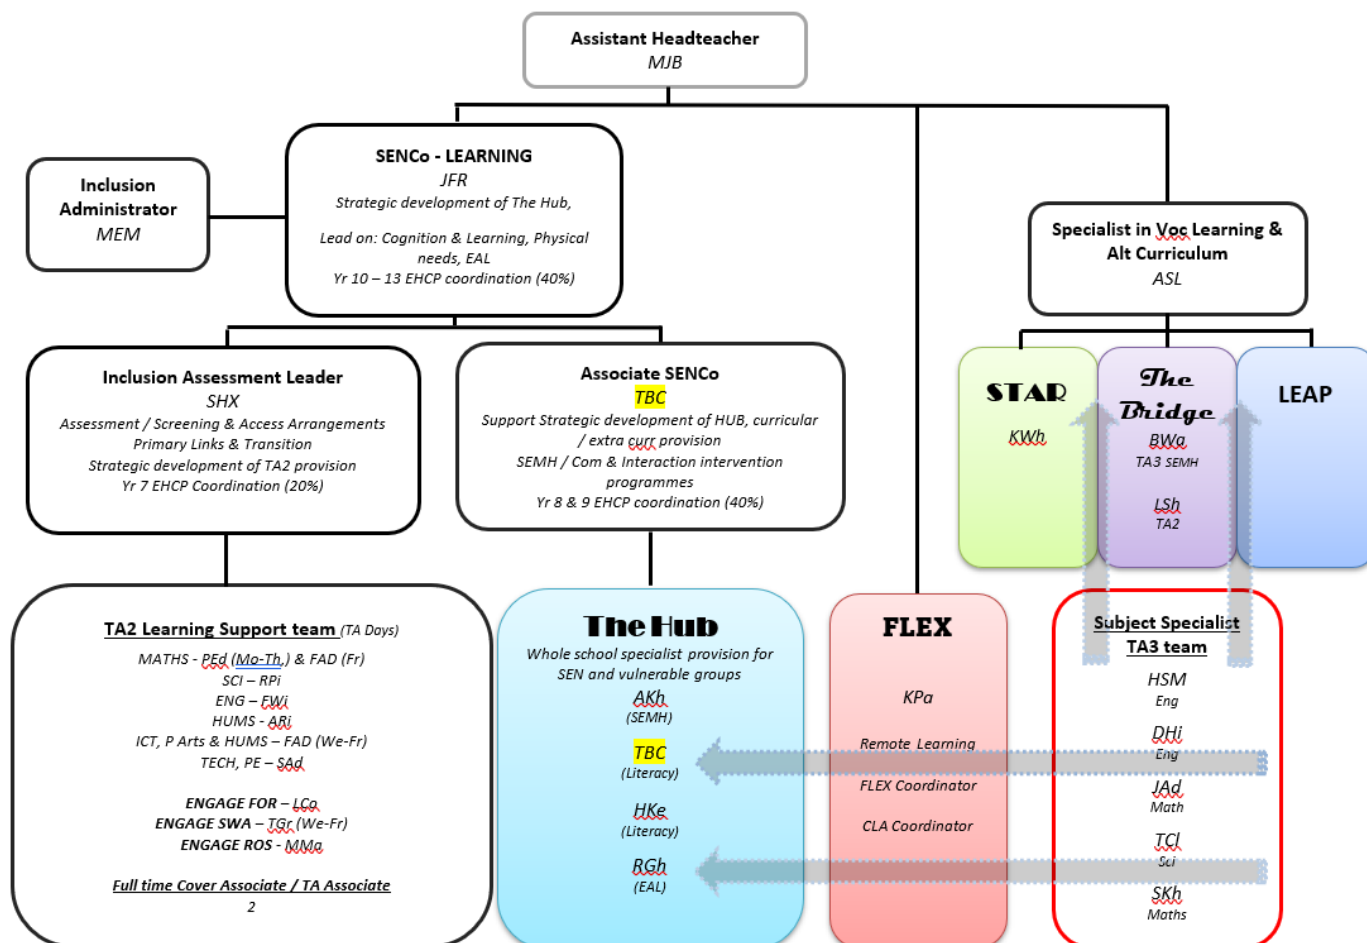 Assistant Headteacher
MJB
SENCo - LEARNING
JFR
Strategic development of The Hub,
Lead on: Cognition & Learning, Physical
needs, EAL
Yr 10 – 13 EHCP coordination (40%)
Inclusion
Administrator
MEM
Specialist in Voc Learning &
Alt Curriculum
ASL
Inclusion Assessment Leader
SHX
Assessment / Screening & Access Arrangements
Primary Links & Transition
Strategic development of TA2 provision
Yr 7 EHCP Coordination (20%)
Associate SENCo
TBC
Support Strategic development of HUB, curricular
/ extra curr provision
SEMH / Com & Interaction intervention
programmes
Yr 8 & 9 EHCP coordination (40%)
STAR
KWh
The
Bridge
BWa
TA3 SEMH
LSh
TA2
LEAP
TA2 Learning Support team (TA Days)
MATHS - PEd (Mo-Th,) & FAD (Fr)
SCI – RPi
ENG – FWi
HUMS - ARi
ICT, P Arts & HUMS – FAD (We-Fr)
TECH, PE – SAd
ENGAGE FOR – LCo
ENGAGE SWA – TGr (We-Fr)
ENGAGE ROS - MMa
Full time Cover Associate / TA Associate
2
The Hub
Whole school specialist provision for
SEN and vulnerable groups
AKh
(SEMH)
TBC
(Literacy)
HKe
(Literacy)
RGh
(EAL)
FLEX
KPa
Remote Learning
FLEX Coordinator
CLA Coordinator
Subject Specialist
TA3 team
HSM
Eng
DHi
Eng
JAd
Math
TCl
Sci
SKh
Maths